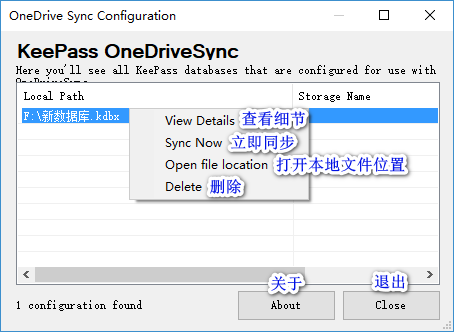 OneDrive Sync Configuration
KeePass OneDriveSync
Here you'll see all KeePass databases that are configured for use with
OneDriveSync
Local Path Storage Name
F:\新数据库.kdbx
View Details 查看细节
Sync Now 立即同步
Open file location 打开本地文件位置
Delete 删除
关于 退出
1 configuration found About Close